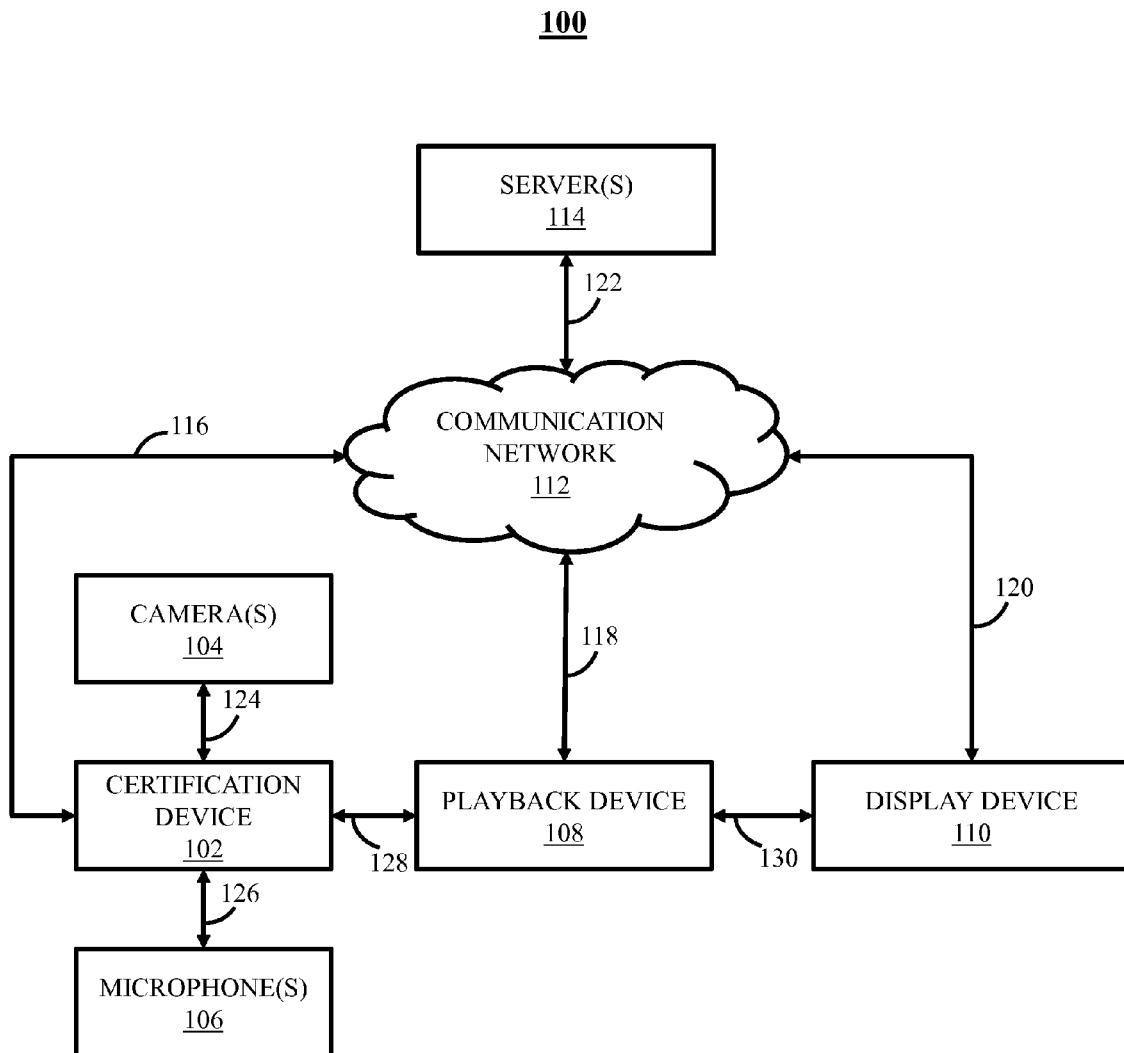 100
SERVER(S)
114
122
COMMUNICATION
NETWORK
112
116
120
CAMERA(S)
104
118
124
CERTIFICATION
DEVICE
102
PLAYBACK DEVICE
108
DISPLAY DEVICE
110
128
130
126
MICROPHONE(S)
106